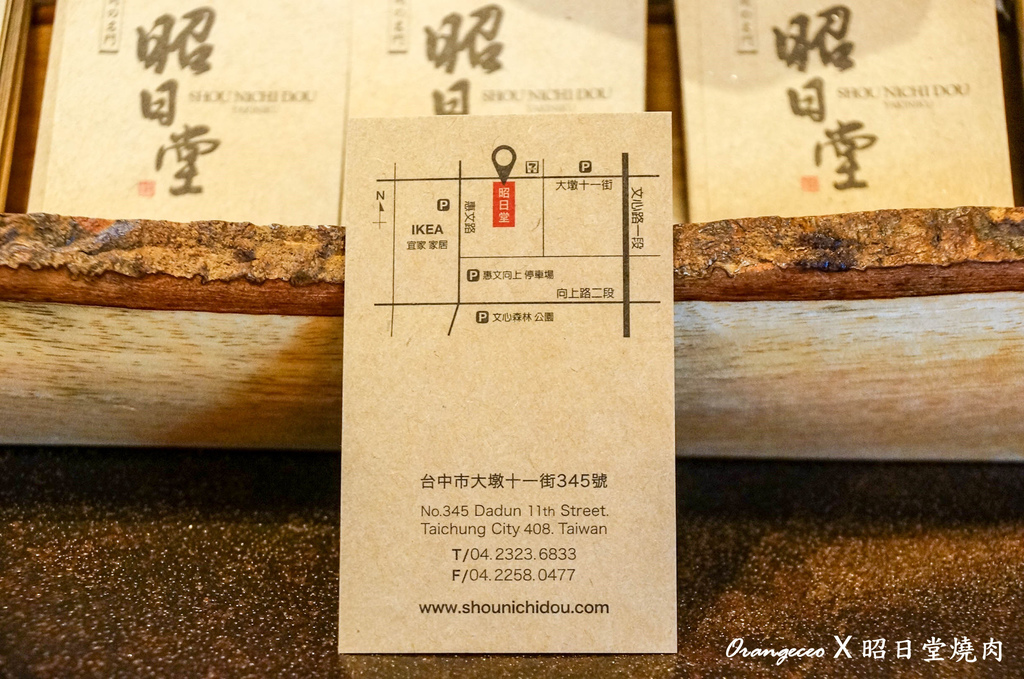 昭日堂
SHOU NICHI DOU
YAKINIKU
昭日堂
SHOU NICHI DOU
YAKINIKU
昭日堂
SHOU NICHI DOU
YAKINIKU
N
P
7
P
大墩十一街
昭日堂
惠文路
文心路一段
IKEA
宜家 家居
P 惠文向上 停車場
向上路二段
P 文心森林 公園
台中市大墩十一街345號
No.345 Dadun 11th Street.
Taichung City 408. Taiwan
T/04.2323.6833
F/04.2258.0477
www.shounichidou.com
Orangeceo X 昭日堂燒肉